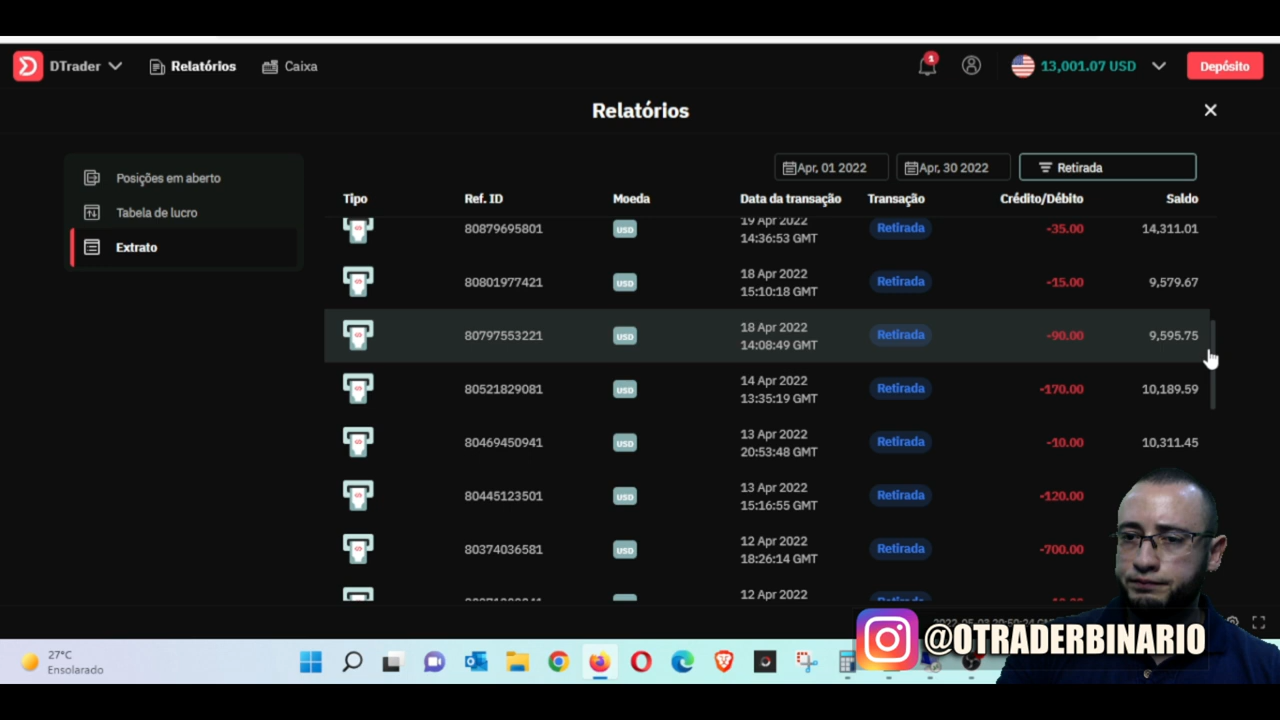 DTrader Relatórios Caixa 1 13,001.07 USD Depósito
Relatórios
Apr, 01 2022 Apr, 30 2022 Retirada
Posições em aberto
Tabela de lucro
Extrato
Tipo Ref. ID Moeda Data da transação Transação Crédito/Débito Saldo
80879695801 USD 19 Apr 2022 14:36:53 GMT Retirada -35.00 14,311.01
80801977421 USD 18 Apr 2022 15:10:18 GMT Retirada -15.00 9,579.67
80797553221 USD 18 Apr 2022 14:08:49 GMT Retirada -90.00 9,595.75
80521829081 USD 14 Apr 2022 13:35:19 GMT Retirada -170.00 10,189.59
80469450941 USD 13 Apr 2022 20:53:48 GMT Retirada -10.00 10,311.45
80445123501 USD 13 Apr 2022 15:16:55 GMT Retirada -120.00
80374036581 USD 12 Apr 2022 18:26:14 GMT Retirada -700.00
12 Apr 2022
@OTRADERBINARIO
27°C
Ensolarado